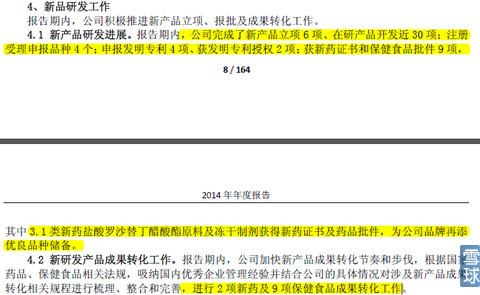 4、新品研发工作
报告期内，公司积极推进新产品立项、报批及成果转化工作。
4.1 新产品研发进展。报告期内，公司完成了新产品立项 6 项、在研产品开发近 30 项；注册
受理申报品种 4 个；申报发明专利 4 项、获发明专利授权 2 项；获新药证书和保健食品批件 9 项，
8 / 164
2014 年年度报告
其中 3.1 类新药盐酸罗沙替丁醋酸酯原料及冻干制剂获得新药证书及药品批件，为公司品牌再添
优良品种储备。
4.2 新研发产品成果转化工作。报告期内，公司加快新产品成果转化节奏和步伐，根据国
药品、保健食品相关法规，吸纳国内优秀企业管理经验并结合公司的具体情况对涉及新产品成
转化相关规程进行梳理、整合和完善，进行 2 项新药及 9 项保健食品成果转化工作。
雪球